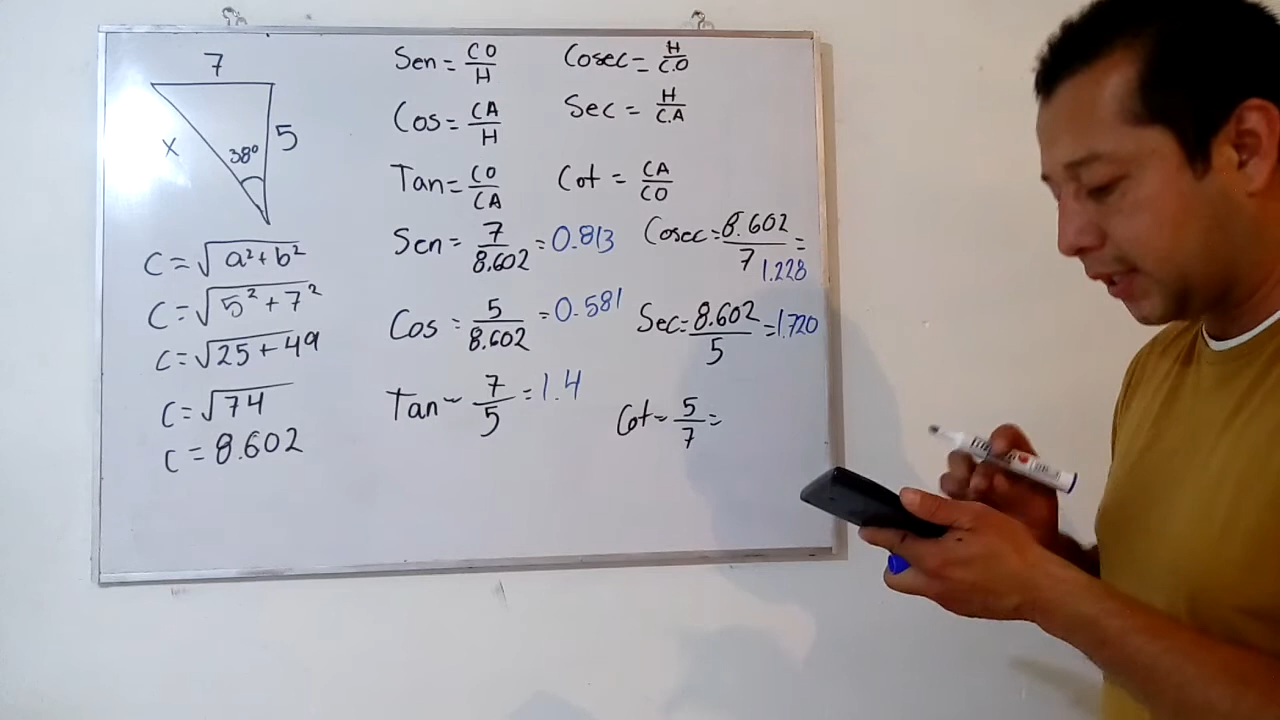 7
5
x
38°
C = √a²+b²
C = √5²+7²
C = √25+49
C = √74
C = 8.602
Sen = CO/H
Cos = CA/H
Tan = CO/CA
Cosec = H/C.O
Sec = H/C.A
Cot = CA/CO
Sen = 7/8.602 = 0.813
Cos = 5/8.602 = 0.581
Tan = 7/5 = 1.4
Cosec = 8.602/7 = 1.228
Sec = 8.602/5 = 1.720
Cot = 5/7 =